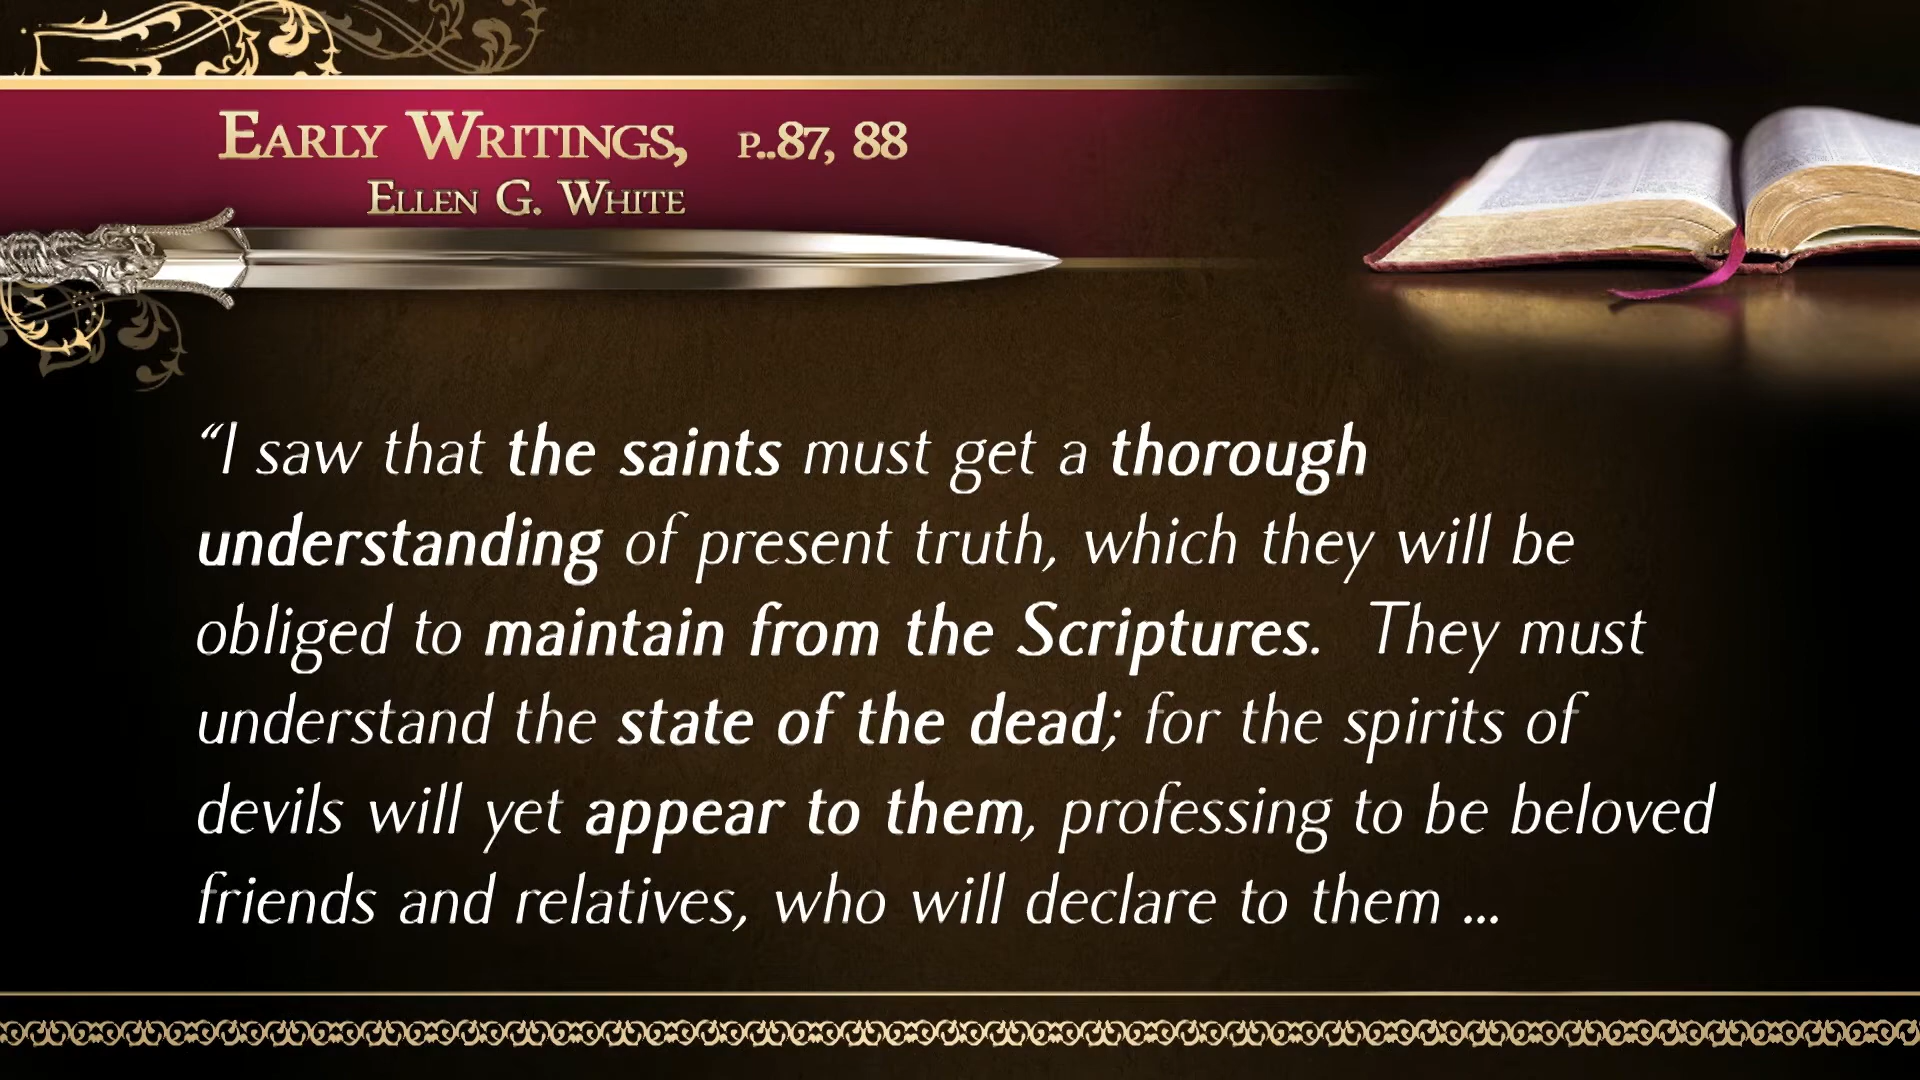 Early Writings, p..87, 88
Ellen G. White
“I saw that the saints must get a thorough
understanding of present truth, which they will be
obliged to maintain from the Scriptures. They must
understand the state of the dead; for the spirits of
devils will yet appear to them, professing to be beloved
friends and relatives, who will declare to them ...